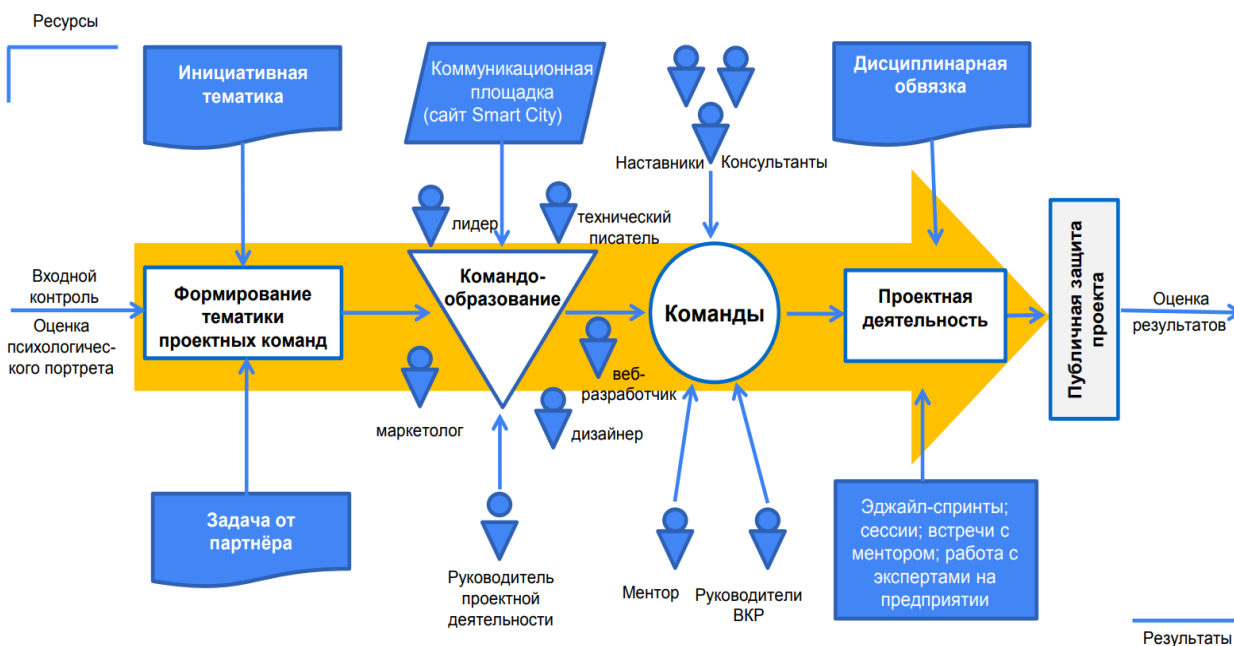 Ресурсы
Инициативная
тематика
Коммуникационная
площадка
(сайт Smart City)
Наставники
Консультанты
Дисциплинарная
обвязка
лидер
технический
писатель
Входной
контроль
Оценка
психологичес-
кого портрета
Формирование
тематики
проектных команд
Командо-
образование
Команды
Проектная
деятельность
Публичная защита
проекта
Оценка
результатов
маркетолог
веб-
разработчик
дизайнер
Задача от
партнёра
Руководитель
проектной
деятельности
Ментор
Руководители
ВКР
Эджайл-спринты;
сессии; встречи с
ментором; работа с
экспертами на
предприятии
Результаты